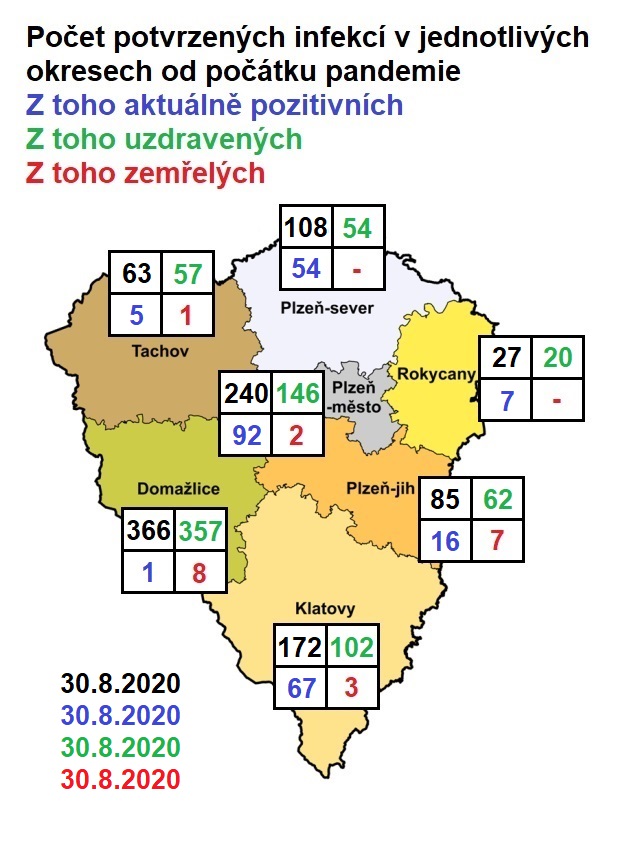 Počet potvrzených infekcí v jednotlivých
okresech od počátku pandemie
Z toho aktuálně pozitivních
Z toho uzdravených
Z toho zemřelých
108 54
54 -
Plzeň-sever
63 57
5 1
Tachov
27 20
7 -
Rokycany
240 146
92 2
Plzeň
-město
Domažlice
366 357
1 8
Plzeň-jih
85 62
16 7
Klatovy
172 102
67 3
30.8.2020
30.8.2020
30.8.2020
30.8.2020